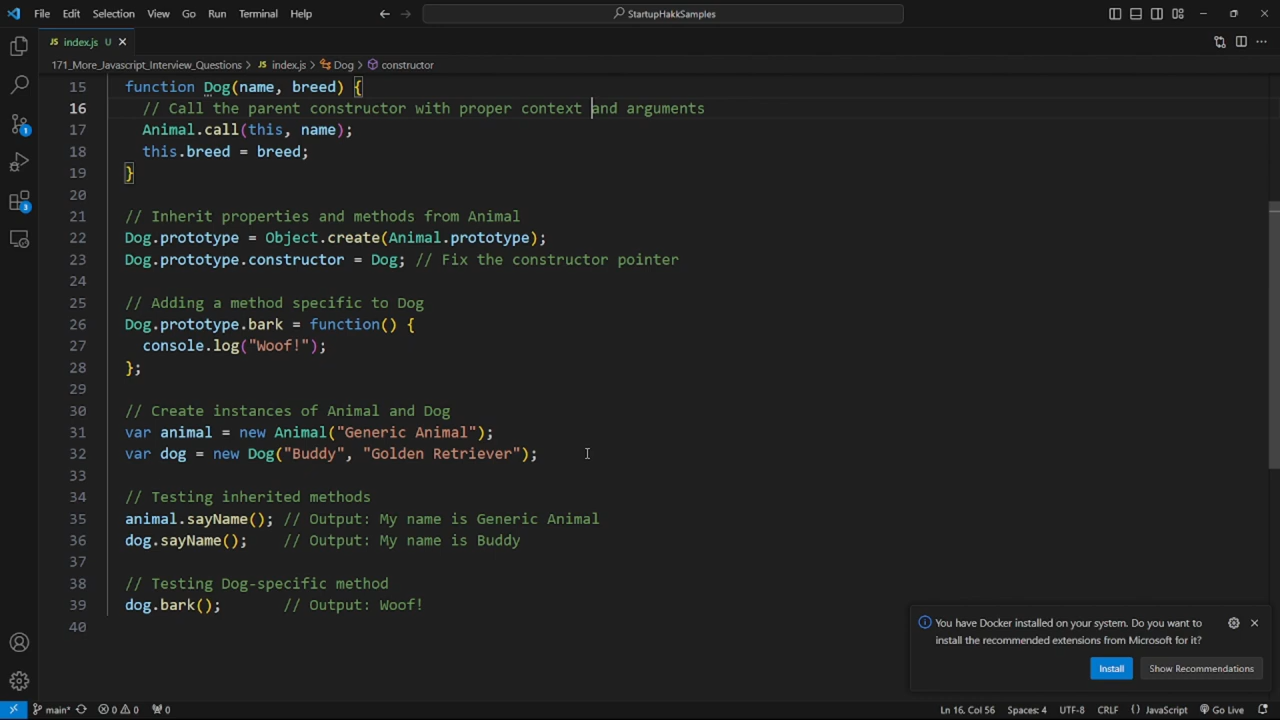 File Edit Selection View Go Run Terminal Help
StartupHakkSamples
JS index.js U
171_More_Javascript_Interview_Questions > JS index.js > Dog > constructor
15 function Dog(name, breed) {
16 // Call the parent constructor with proper context and arguments
17 Animal.call(this, name);
18 this.breed = breed;
19 }
20
21 // Inherit properties and methods from Animal
22 Dog.prototype = Object.create(Animal.prototype);
23 Dog.prototype.constructor = Dog; // Fix the constructor pointer
24
25 // Adding a method specific to Dog
26 Dog.prototype.bark = function() {
27 console.log("Woof!");
28 };
29
30 // Create instances of Animal and Dog
31 var animal = new Animal("Generic Animal");
32 var dog = new Dog("Buddy", "Golden Retriever");
33
34 // Testing inherited methods
35 animal.sayName(); // Output: My name is Generic Animal
36 dog.sayName(); // Output: My name is Buddy
37
38 // Testing Dog-specific method
39 dog.bark(); // Output: Woof!
40
1
3
You have Docker installed on your system. Do you want to
install the recommended extensions from Microsoft for it?
Install Show Recommendations
main* 0 0 0 Ln 16, Col 56 Spaces: 4 UTF-8 CRLF {} JavaScript Go Live